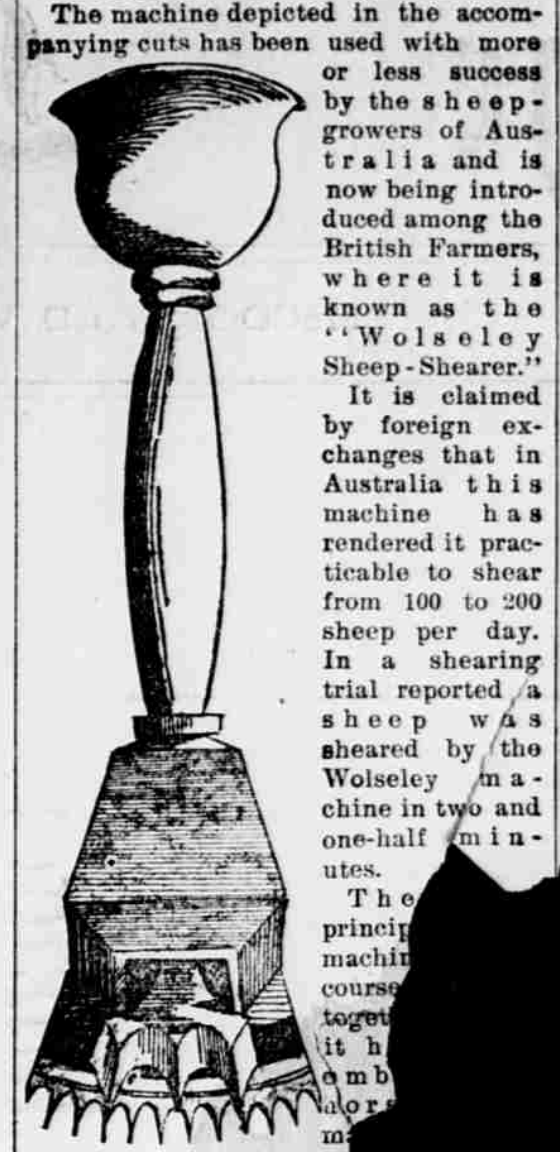 The machine depicted in the accom-
panying cuts has been used with more
or less success
by the sheep-
growers of Aus-
tralia and is
now being intro-
duced among the
British Farmers,
where it is
known as the
‘‘Wolseley
Sheep-Shearer.”
It is claimed
by foreign ex-
changes that in
Australia this
machine has
rendered it prac-
ticable to shear
from 100 to 200
sheep per day.
In a shearing
trial reported a
sheep was
sheared by the
Wolseley ma-
chine in two and
one-half min-
utes.
The
princip
machin
course
toget
it h
omb